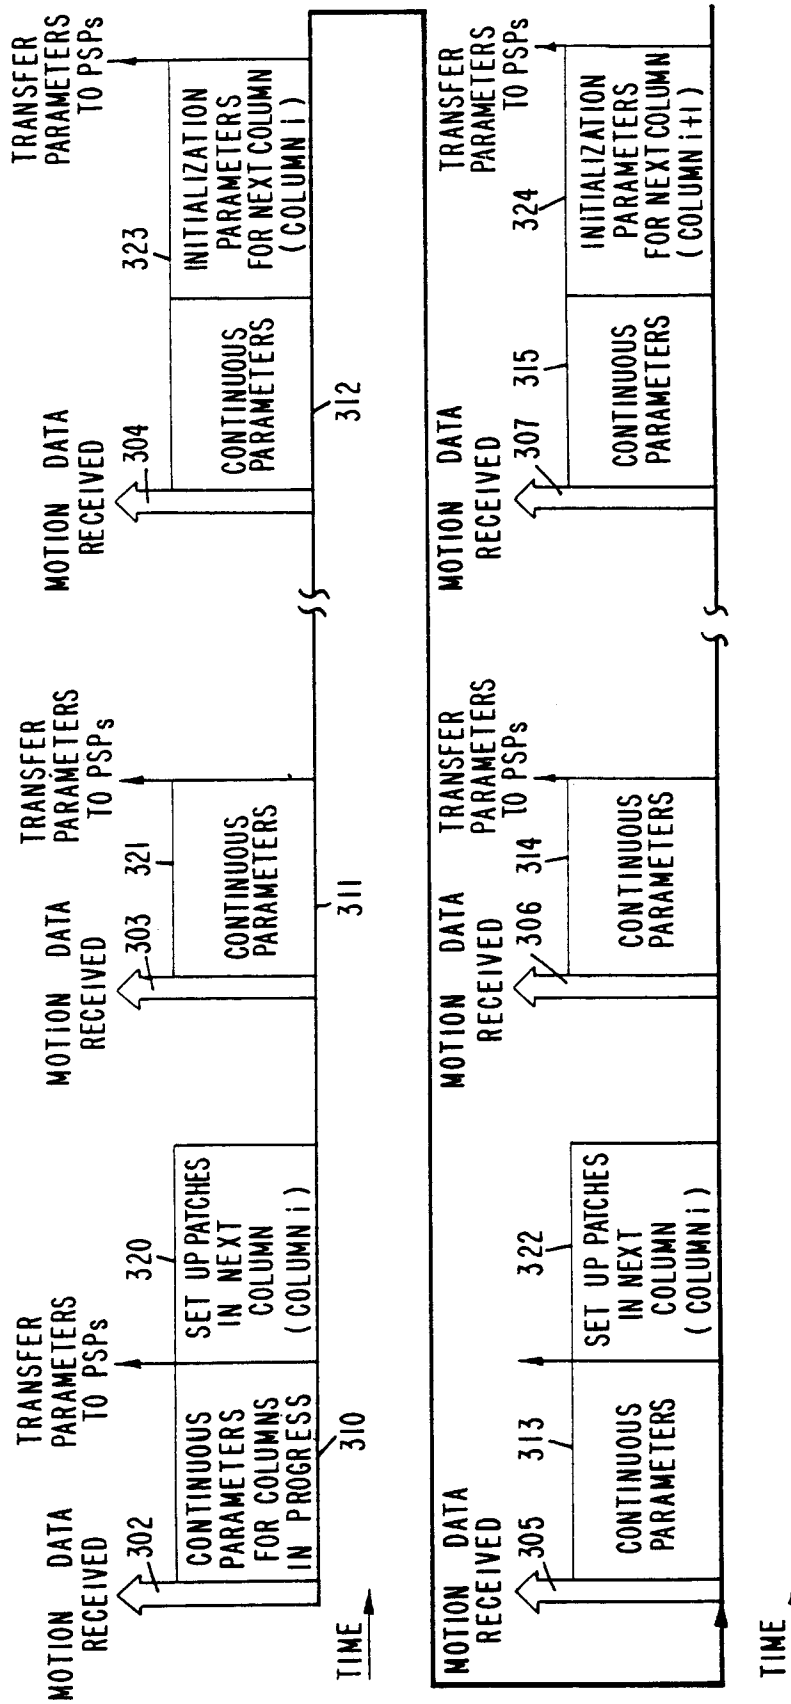 MOTION DATA
RECEIVED
302
CONTINUOUS
PARAMETERS
FOR COLUMNS
IN PROGRESS
310
TRANSFER
PARAMETERS
TO PSPs
320
SET UP PATCHES
IN NEXT
COLUMN
(COLUMN i)
MOTION DATA
RECEIVED
303
321
CONTINUOUS
PARAMETERS
311
TRANSFER
PARAMETERS
TO PSPs
MOTION DATA
RECEIVED
304
CONTINUOUS
PARAMETERS
312
323
INITIALIZATION
PARAMETERS
FOR NEXT COLUMN
(COLUMN i)
TRANSFER
PARAMETERS
TO PSPs
TIME
MOTION DATA
RECEIVED
305
313
CONTINUOUS
PARAMETERS
322
SET UP PATCHES
IN NEXT
COLUMN
(COLUMN i)
MOTION DATA
RECEIVED
306
314
CONTINUOUS
PARAMETERS
TRANSFER
PARAMETERS
TO PSPs
MOTION DATA
RECEIVED
307
315
CONTINUOUS
PARAMETERS
324
INITIALIZATION
PARAMETERS
FOR NEXT COLUMN
(COLUMN i+1)
TRANSFER
PARAMETERS
TO PSPs
TIME